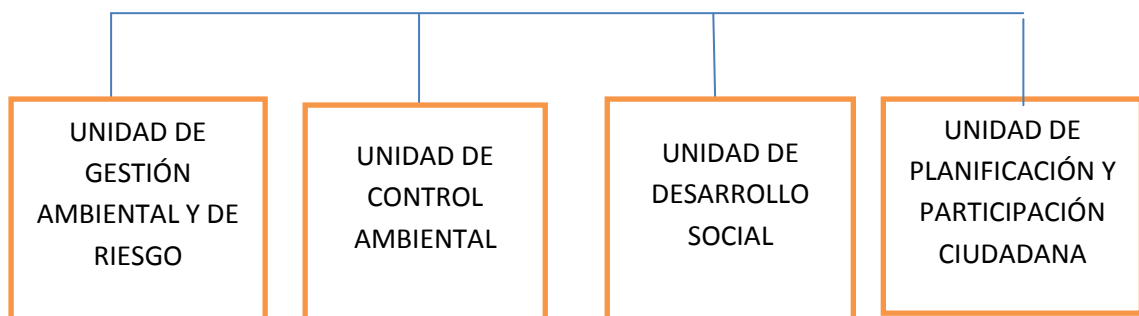 UNIDAD DE
GESTIÓN
AMBIENTAL Y DE
RIESGO
UNIDAD DE
CONTROL
AMBIENTAL
UNIDAD DE
DESARROLLO
SOCIAL
UNIDAD DE
PLANIFICACIÓN Y
PARTICIPACIÓN
CIUDADANA